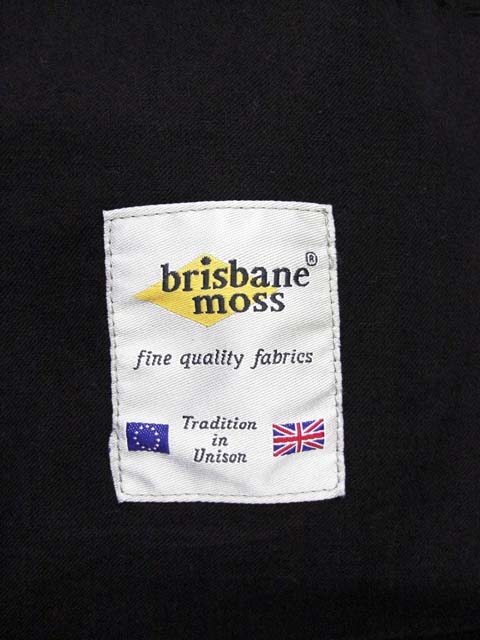 brisbane®
moss
fine quality fabrics
Tradition
in
Unison